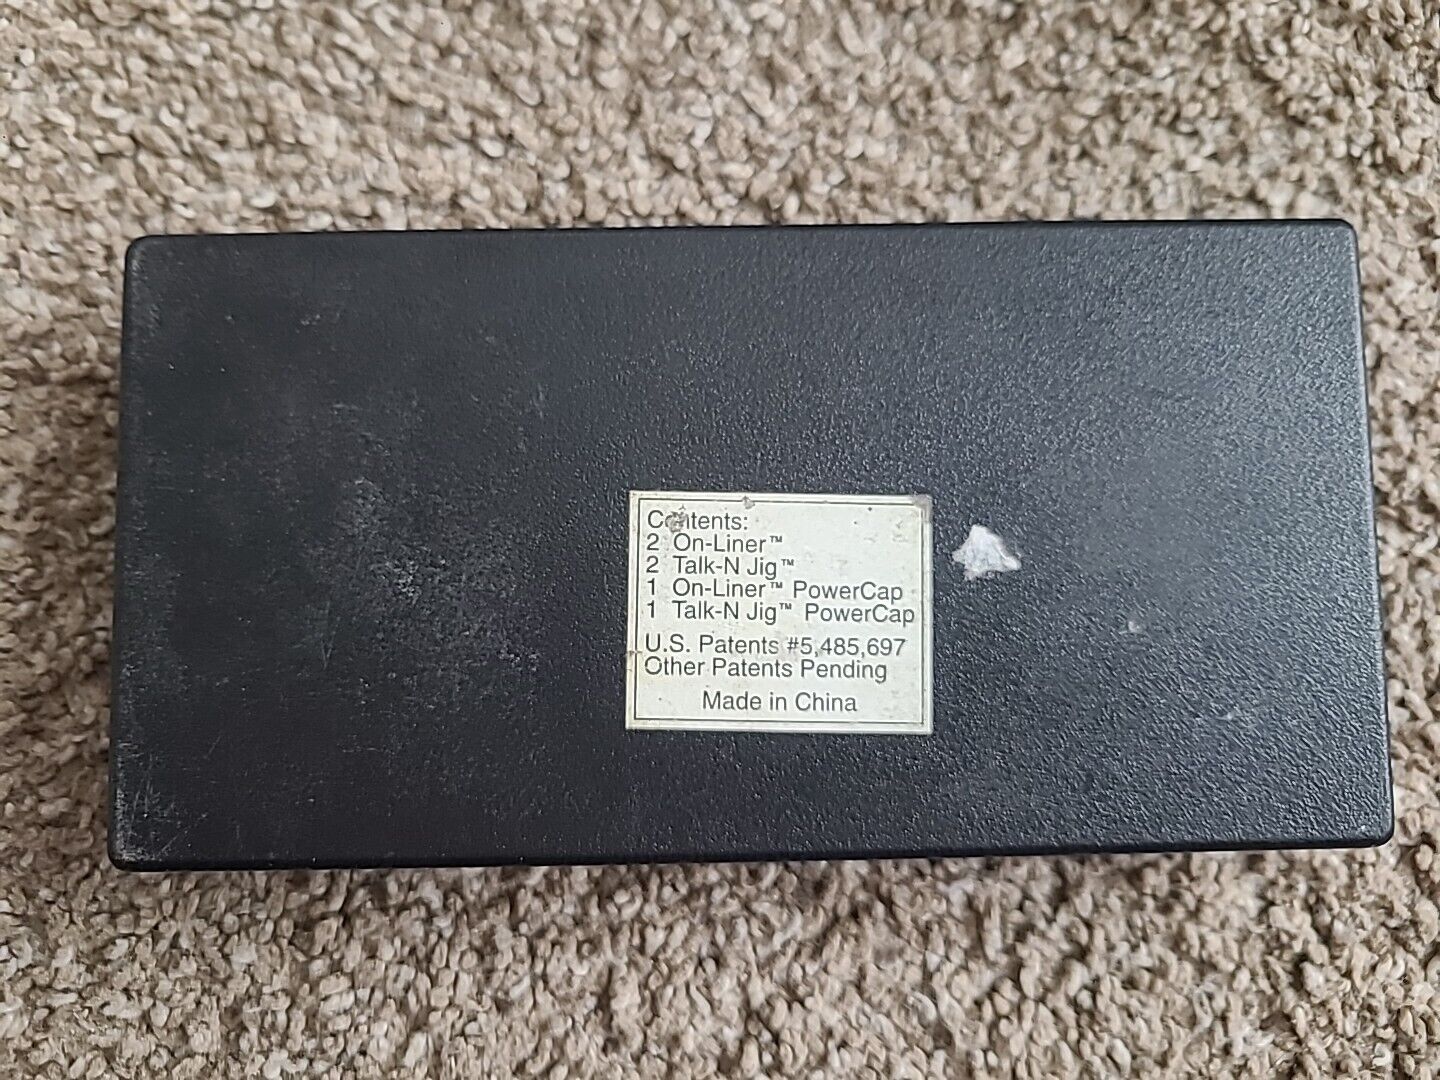 Contents:
2 On-Liner™
2 Talk-N Jig™
1 On-Liner™ PowerCap
1 Talk-N Jig™ PowerCap
U.S. Patents #5,485,697
Other Patents Pending
Made in China